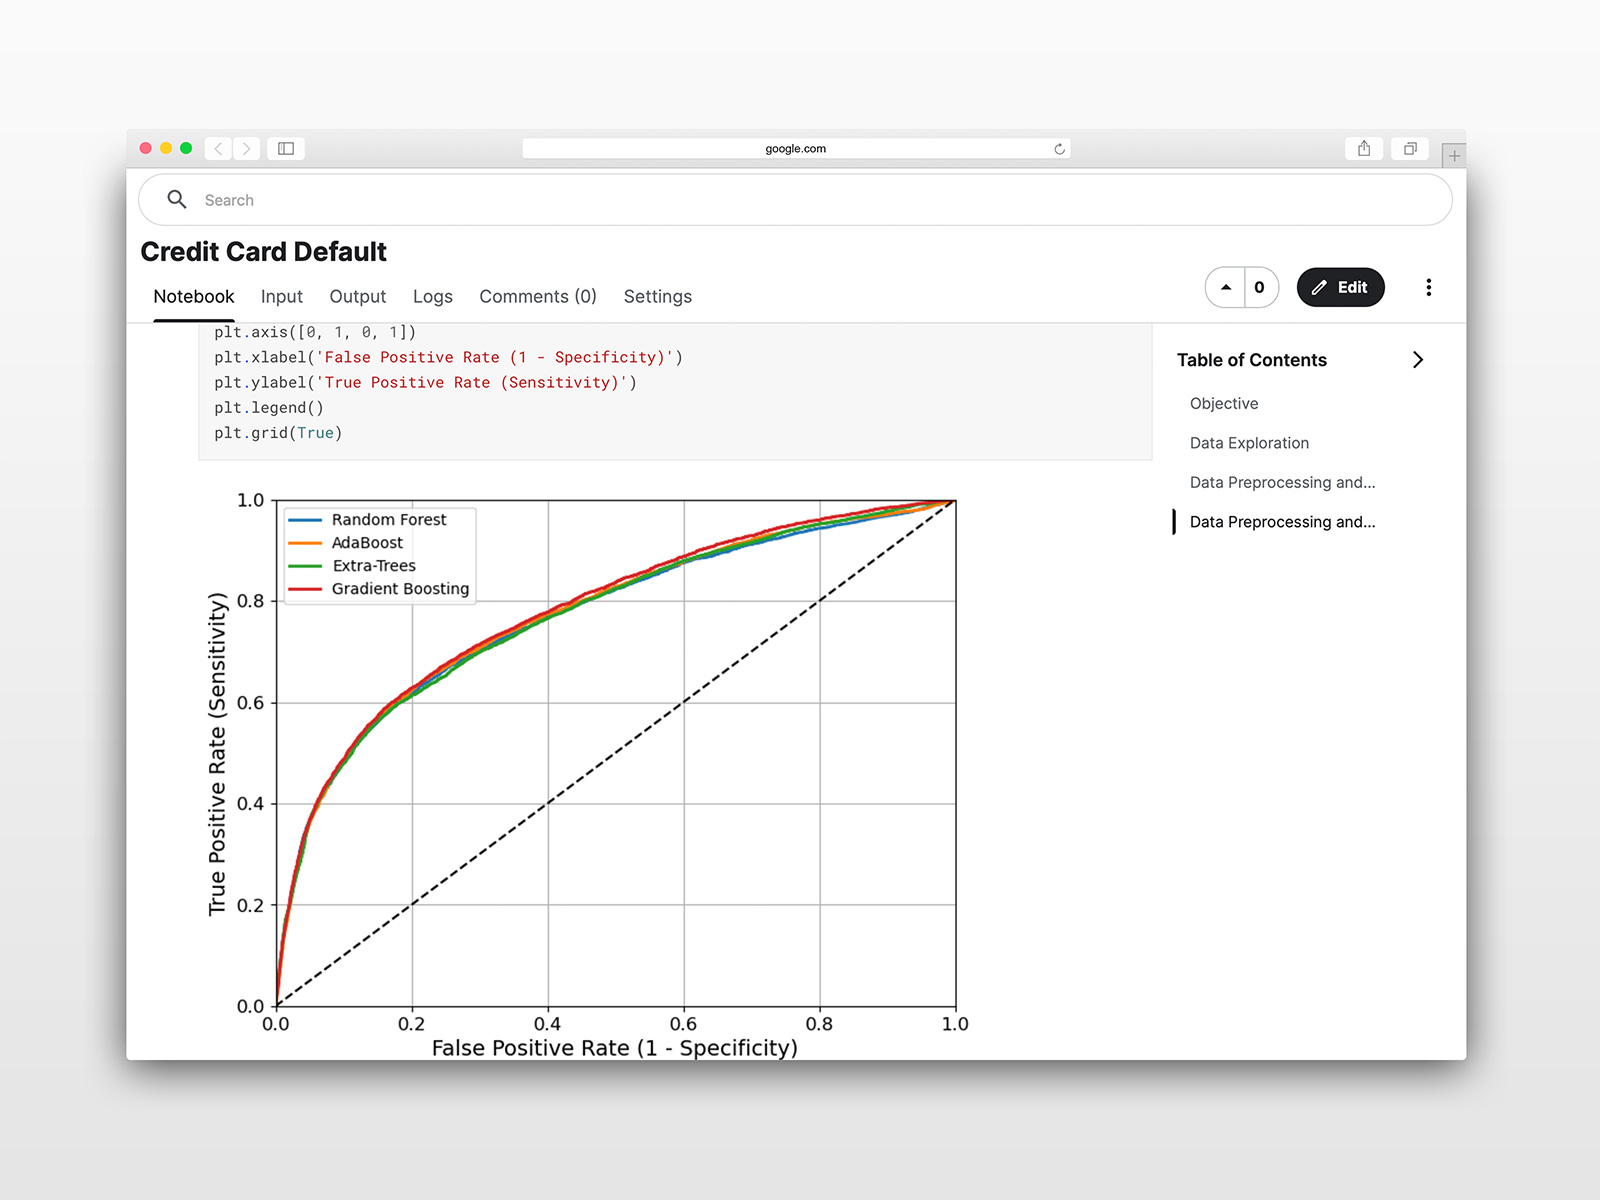 google.com
Search
Credit Card Default
Notebook Input Output Logs Comments (0) Settings
0 Edit
plt.axis([0, 1, 0, 1])
plt.xlabel('False Positive Rate (1 - Specificity)')
plt.ylabel('True Positive Rate (Sensitivity)')
plt.legend()
plt.grid(True)
Table of Contents
Objective
Data Exploration
Data Preprocessing and...
Data Preprocessing and...
Random Forest
AdaBoost
Extra-Trees
Gradient Boosting
True Positive Rate (Sensitivity)
1.0
0.8
0.6
0.4
0.2
0.0
0.0 0.2 0.4 0.6 0.8 1.0
False Positive Rate (1 - Specificity)